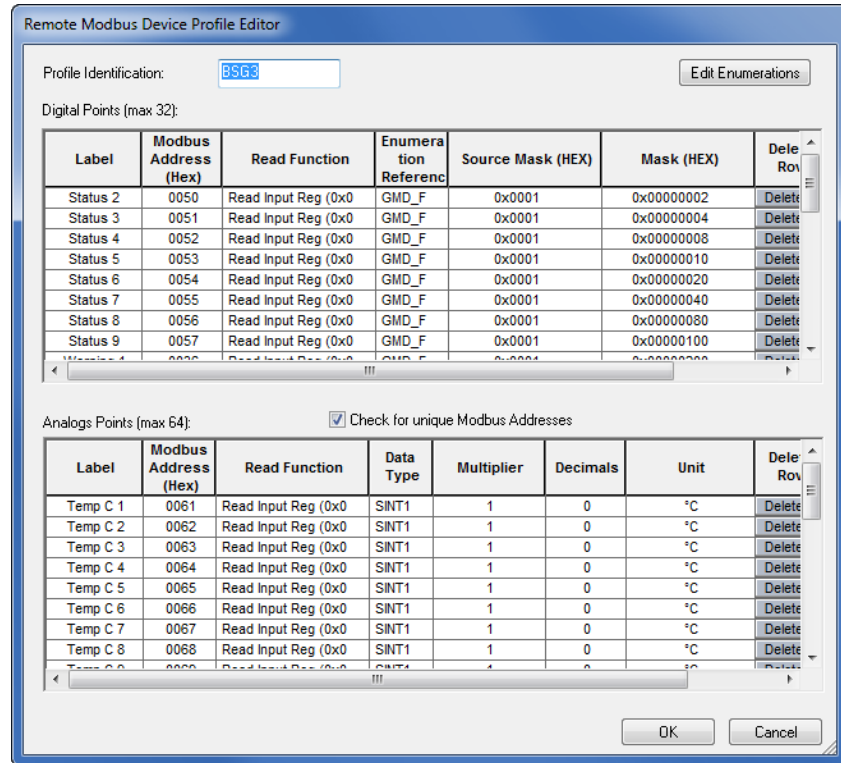 Remote Modbus Device Profile Editor
Profile Identification: BSG3 Edit Enumerations
Digital Points (max 32):
Label Modbus Address (Hex) Read Function Enumera tion Referenc Source Mask (HEX) Mask (HEX) Dele Rov
Status 2 0050 Read Input Reg (0x0 GMD_F 0x0001 0x00000002 Delete
Status 3 0051 Read Input Reg (0x0 GMD_F 0x0001 0x00000004 Delete
Status 4 0052 Read Input Reg (0x0 GMD_F 0x0001 0x00000008 Delete
Status 5 0053 Read Input Reg (0x0 GMD_F 0x0001 0x00000010 Delete
Status 6 0054 Read Input Reg (0x0 GMD_F 0x0001 0x00000020 Delete
Status 7 0055 Read Input Reg (0x0 GMD_F 0x0001 0x00000040 Delete
Status 8 0056 Read Input Reg (0x0 GMD_F 0x0001 0x00000080 Delete
Status 9 0057 Read Input Reg (0x0 GMD_F 0x0001 0x00000100 Delete
Analogs Points (max 64): Check for unique Modbus Addresses
Label Modbus Address (Hex) Read Function Data Type Multiplier Decimals Unit Dele Rov
Temp C 1 0061 Read Input Reg (0x0 SINT1 1 0 °C Delete
Temp C 2 0062 Read Input Reg (0x0 SINT1 1 0 °C Delete
Temp C 3 0063 Read Input Reg (0x0 SINT1 1 0 °C Delete
Temp C 4 0064 Read Input Reg (0x0 SINT1 1 0 °C Delete
Temp C 5 0065 Read Input Reg (0x0 SINT1 1 0 °C Delete
Temp C 6 0066 Read Input Reg (0x0 SINT1 1 0 °C Delete
Temp C 7 0067 Read Input Reg (0x0 SINT1 1 0 °C Delete
Temp C 8 0068 Read Input Reg (0x0 SINT1 1 0 °C Delete
OK Cancel